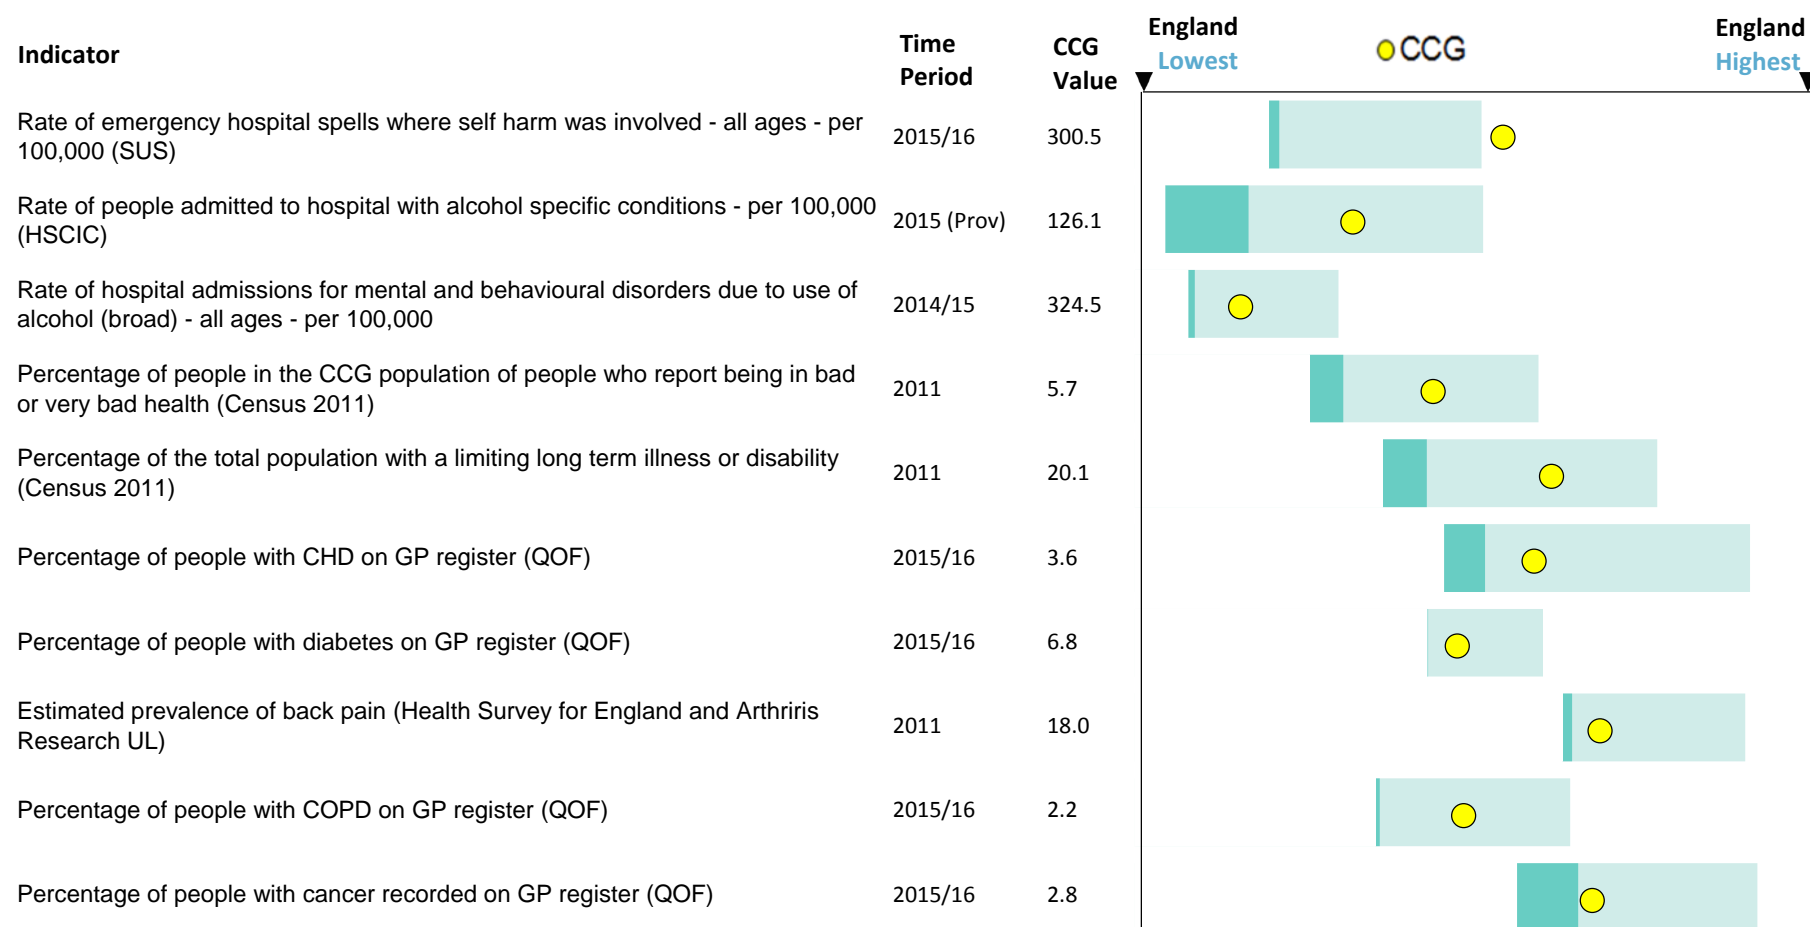 Indicator
Time
Period
CCG
Value
England
Lowest
CCG
England
Highest
Rate of emergency hospital spells where self harm was involved - all ages - per
100,000 (SUS)
2015/16
300.5
Rate of people admitted to hospital with alcohol specific conditions - per 100,000
(HSCIC)
2015 (Prov)
126.1
Rate of hospital admissions for mental and behavioural disorders due to use of
alcohol (broad) - all ages - per 100,000
2014/15
324.5
Percentage of people in the CCG population of people who report being in bad
or very bad health (Census 2011)
2011
5.7
Percentage of the total population with a limiting long term illness or disability
(Census 2011)
2011
20.1
Percentage of people with CHD on GP register (QOF)
2015/16
3.6
Percentage of people with diabetes on GP register (QOF)
2015/16
6.8
Estimated prevalence of back pain (Health Survey for England and Arthriris
Research UL)
2011
18.0
Percentage of people with COPD on GP register (QOF)
2015/16
2.2
Percentage of people with cancer recorded on GP register (QOF)
2015/16
2.8